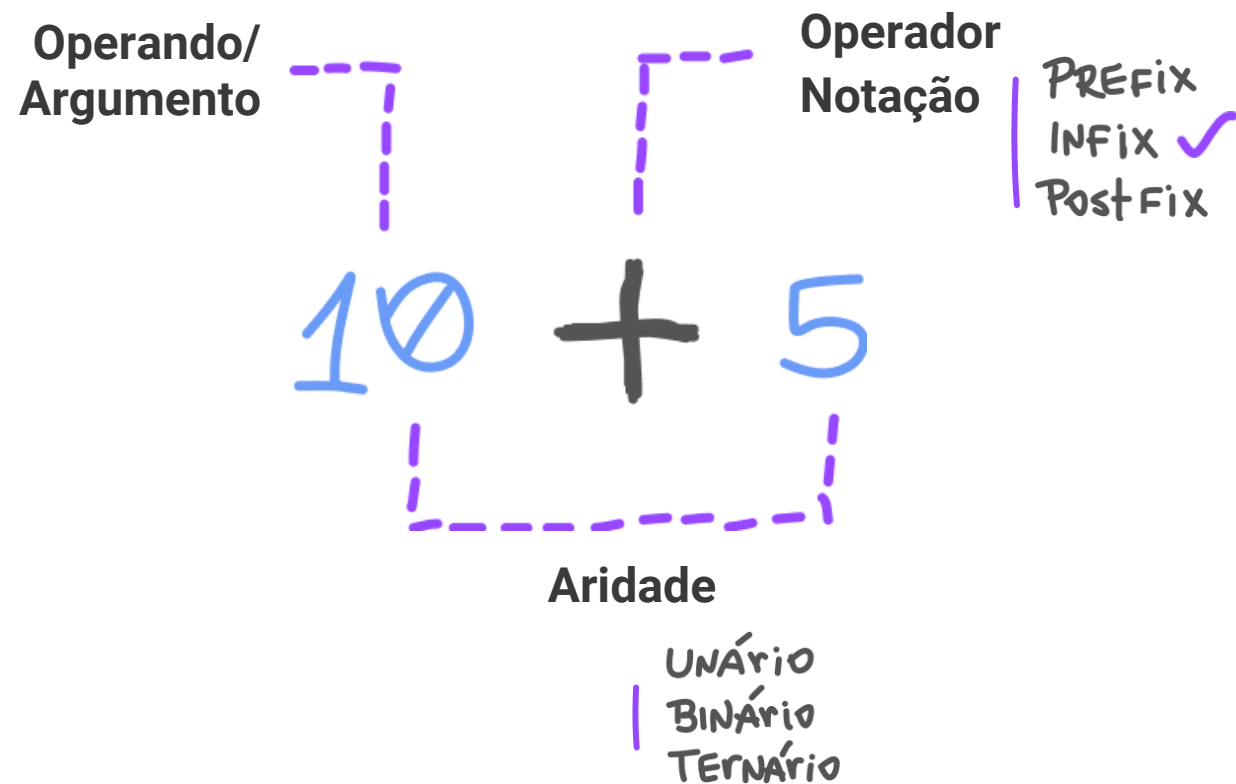 Operando/
Argumento
Operador
Notação
PREFiX
INFiX
PostFiX
10 + 5
Aridade
UNÁriO
BINÁriO
TErNÁriO